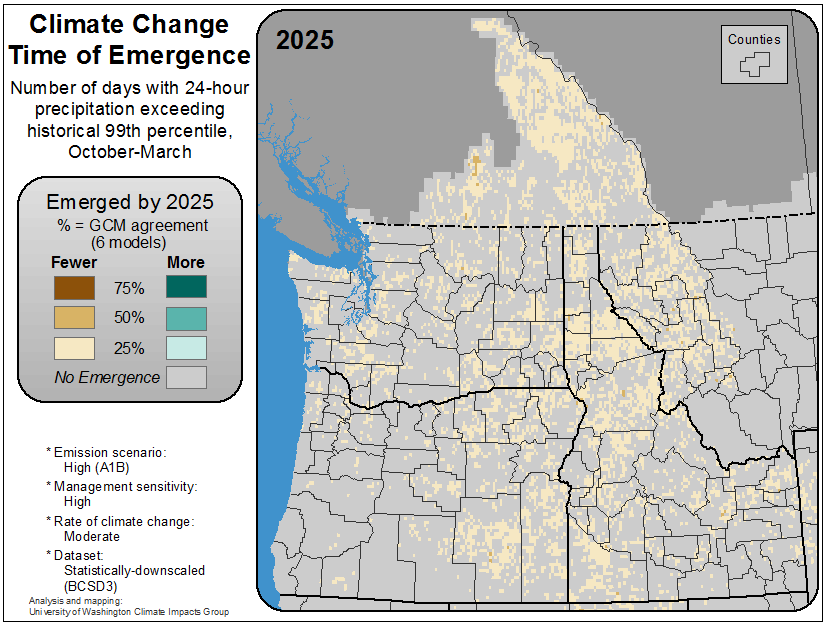 Climate Change
Time of Emergence
Number of days with 24-hour
precipitation exceeding
historical 99th percentile,
October-March
Emerged by 2025
% = GCM agreement
(6 models)
Fewer More
75%
50%
25%
No Emergence
* Emission scenario:
High (A1B)
* Management sensitivity:
High
* Rate of climate change:
Moderate
* Dataset:
Statistically-downscaled
(BCSD3)
Analysis and mapping:
University of Washington Climate Impacts Group
2025
Counties